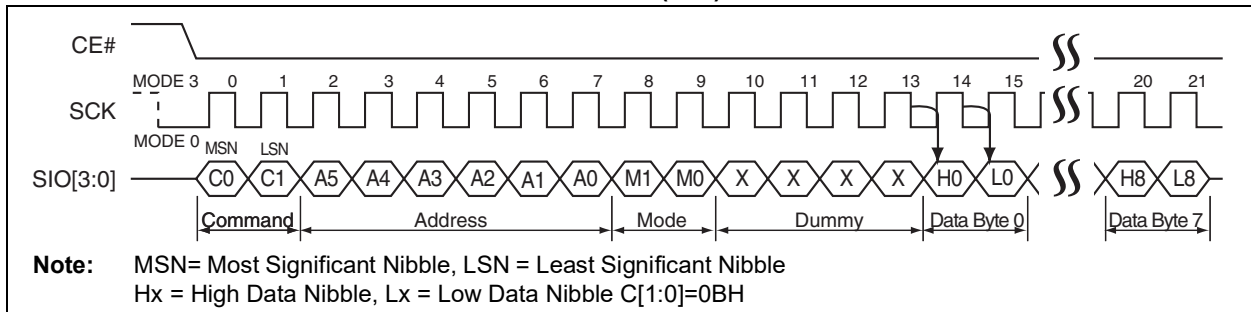 CE#
MODE 3 0 1 2 3 4 5 6 7 8 9 10 11 12 13 14 15 20 21
SCK
MODE 0
MSN LSN
SIO[3:0] C0 C1 A5 A4 A3 A2 A1 A0 M1 M0 X X X X H0 L0 H8 L8
Command Address Mode Dummy Data Byte 0 Data Byte 7
Note: MSN= Most Significant Nibble, LSN = Least Significant Nibble
Hx = High Data Nibble, Lx = Low Data Nibble C[1:0]=0BH